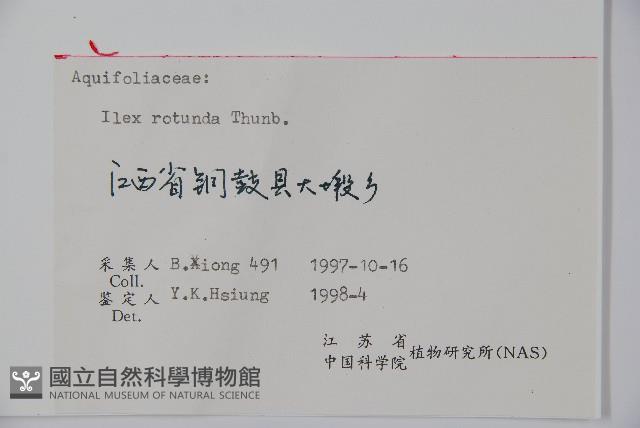 Aquifoliaceae:
Ilex rotunda Thunb.
江西省铜鼓县大塅乡
采集人 B.Xiong 491 1997-10-16
Coll.
鉴定人 Y.K.Hsiung 1998-4
Det.
江苏省
中国科学院 植物研究所(NAS)
國立自然科學博物館
NATIONAL MUSEUM OF NATURAL SCIENCE